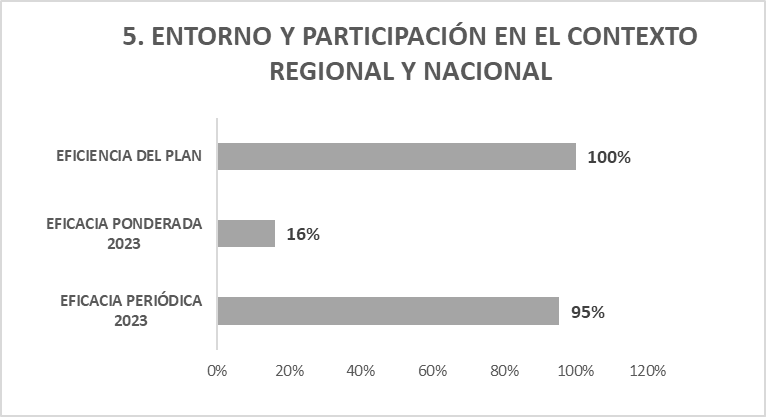 5. ENTORNO Y PARTICIPACIÓN EN EL CONTEXTO
REGIONAL Y NACIONAL
EFICIENCIA DEL PLAN
100%
EFICACIA PONDERADA
2023
16%
EFICACIA PERIÓDICA
2023
95%
0% 20% 40% 60% 80% 100% 120%